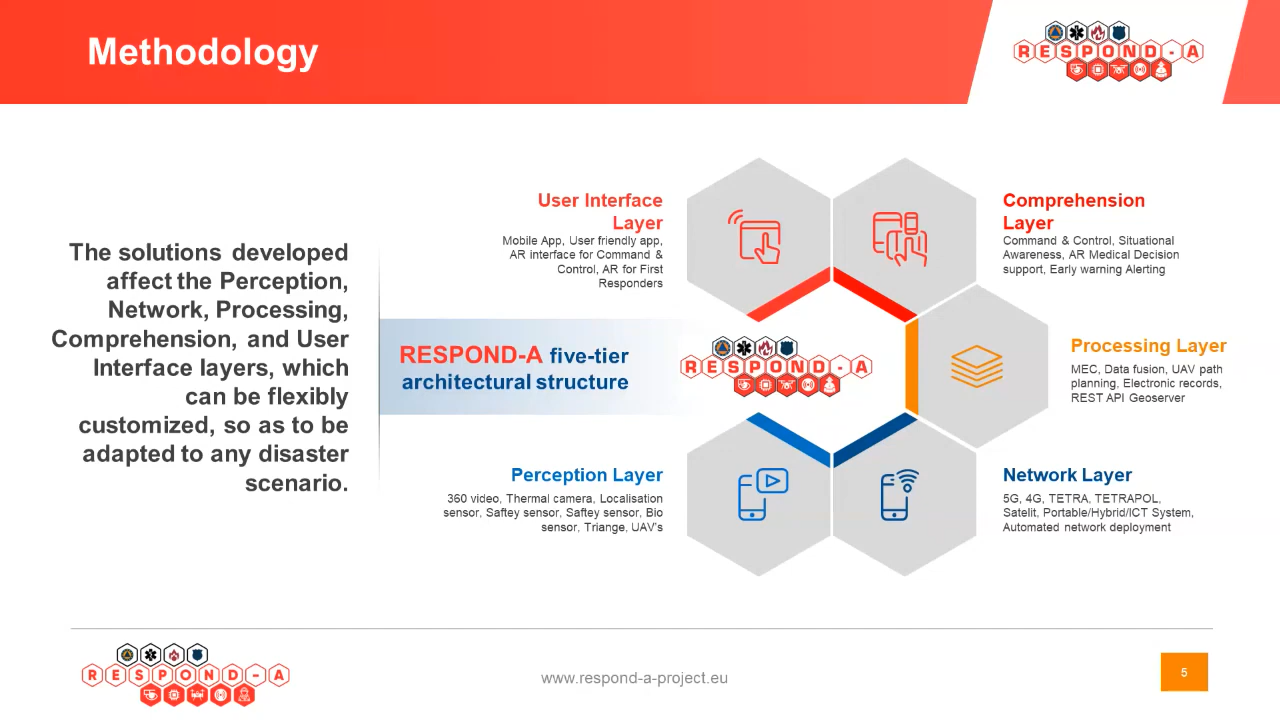 Methodology
RESPOND-A
The solutions developed
affect the Perception,
Network, Processing,
Comprehension, and User
Interface layers, which
can be flexibly
customized, so as to be
adapted to any disaster
scenario.
RESPOND-A five-tier
architectural structure
User Interface
Layer
Mobile App, User friendly app,
AR interface for Command &
Control, AR for First
Responders
Comprehension
Layer
Command & Control, Situational
Awareness, AR Medical Decision
support, Early warning Alerting
RESPOND-A
Processing Layer
MEC, Data fusion, UAV path
planning, Electronic records,
REST API Geoserver
Perception Layer
360 video, Thermal camera, Localisation
sensor, Saftey sensor, Saftey sensor, Bio
sensor, Triange, UAV's
Network Layer
5G, 4G, TETRA, TETRAPOL,
Satelit, Portable/Hybrid/ICT System,
Automated network deployment
RESPOND-A
www.respond-a-project.eu
5